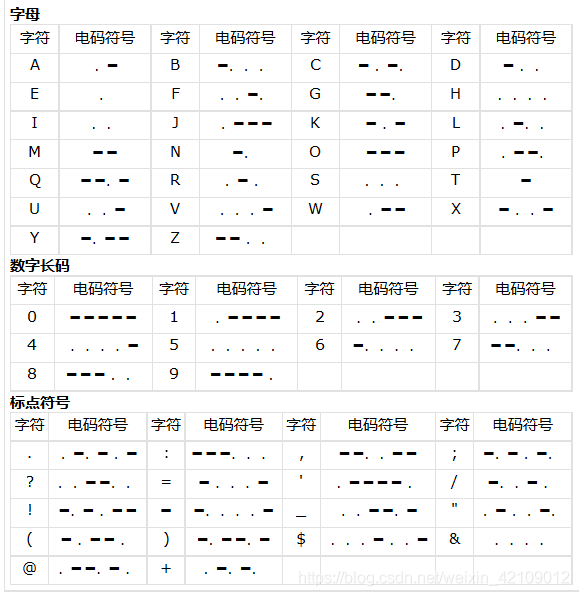 字母
字符 电码符号 字符 电码符号 字符 电码符号 字符 电码符号
A .- B -... C -.-. D -..
E . F ..-. G --. H ....
I .. J .--- K -.- L .-..
M -- N -. O --- P .--.
Q --.- R .-. S ... T -
U ..- V ...- W .-- X -..-
Y -.-- Z --..
数字长码
字符 电码符号 字符 电码符号 字符 电码符号 字符 电码符号
0 ----- 1 .---- 2 ..--- 3 ...--
4 ....- 5 ..... 6 -.... 7 --...
8 ---.. 9 ----.
标点符号
字符 电码符号 字符 电码符号 字符 电码符号 字符 电码符号
. .-.-.- : ---... , --..-- ; -.-.-.
? ..--.. = -...- ' .----. / -..-.
! -.-.-- - -....- _ ..--.- " .-..-.
( -.--. ) -.--.- $ ...-..- & ....
@ .--.-. + .-.-.
https://blog.csdn.net/weixin_42109012